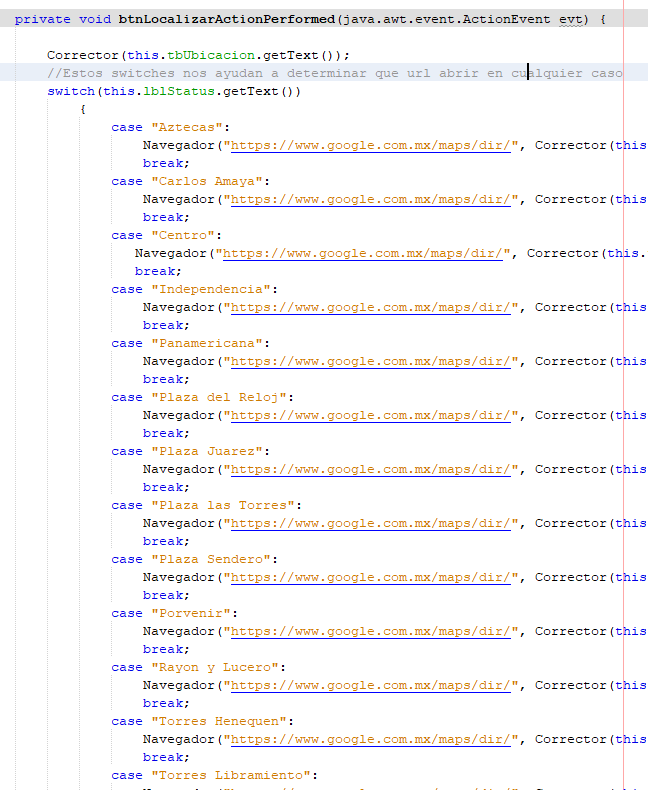 private void btnLocalizarActionPerformed(java.awt.event.ActionEvent evt) {
Corrector(this.tbUbicacion.getText());
//Estos switches nos ayudan a determinar que url abrir en cualquier caso
switch(this.lblStatus.getText())
{
case "Aztecas":
Navegador("https://www.google.com.mx/maps/dir/", Corrector(this
break;
case "Carlos Amaya":
Navegador("https://www.google.com.mx/maps/dir/", Corrector(this
break;
case "Centro":
Navegador("https://www.google.com.mx/maps/dir/", Corrector(this.
break;
case "Independencia":
Navegador("https://www.google.com.mx/maps/dir/", Corrector(this
break;
case "Panamericana":
Navegador("https://www.google.com.mx/maps/dir/", Corrector(this
break;
case "Plaza del Reloj":
Navegador("https://www.google.com.mx/maps/dir/", Corrector(this
break;
case "Plaza Juarez":
Navegador("https://www.google.com.mx/maps/dir/", Corrector(this
break;
case "Plaza las Torres":
Navegador("https://www.google.com.mx/maps/dir/", Corrector(this
break;
case "Plaza Sendero":
Navegador("https://www.google.com.mx/maps/dir/", Corrector(this
break;
case "Porvenir":
Navegador("https://www.google.com.mx/maps/dir/", Corrector(this
break;
case "Rayon y Lucero":
Navegador("https://www.google.com.mx/maps/dir/", Corrector(this
break;
case "Torres Henequen":
Navegador("https://www.google.com.mx/maps/dir/", Corrector(this
break;
case "Torres Libramiento":